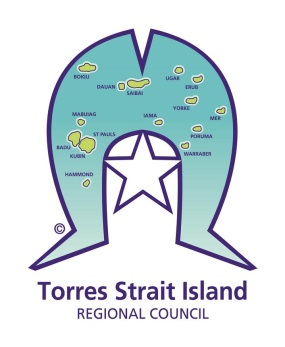 BOIGU
UGAR
DAUAN
SAIBAI
ERUB
YORKE
MABUIAG
IAMA
MER
ST PAULS
PORUMA
BADU
KUBIN
WARRABER
HAMMOND
©
Torres Strait Island
REGIONAL COUNCIL